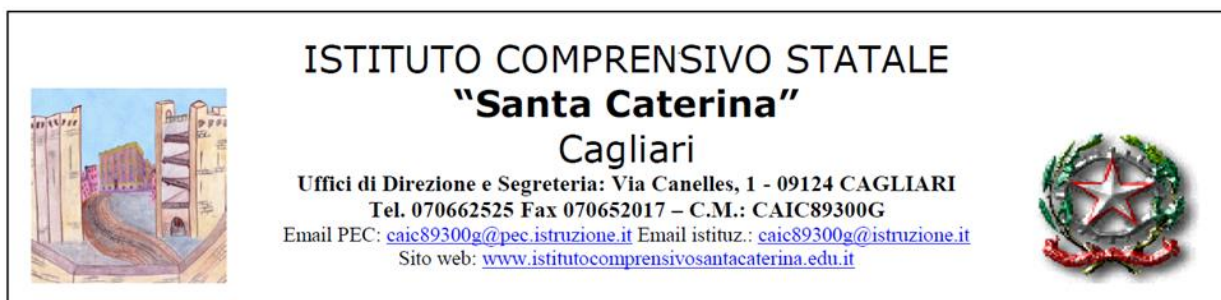 ISTITUTO COMPRENSIVO STATALE
“Santa Caterina”
Cagliari
Uffici di Direzione e Segreteria: Via Canelles, 1 - 09124 CAGLIARI
Tel. 070662525 Fax 070652017 – C.M.: CAIC89300G
Email PEC: caic89300g@pec.istruzione.it Email istituz.: caic89300g@istruzione.it
Sito web: www.istitutocomprensivosantacaterina.edu.it